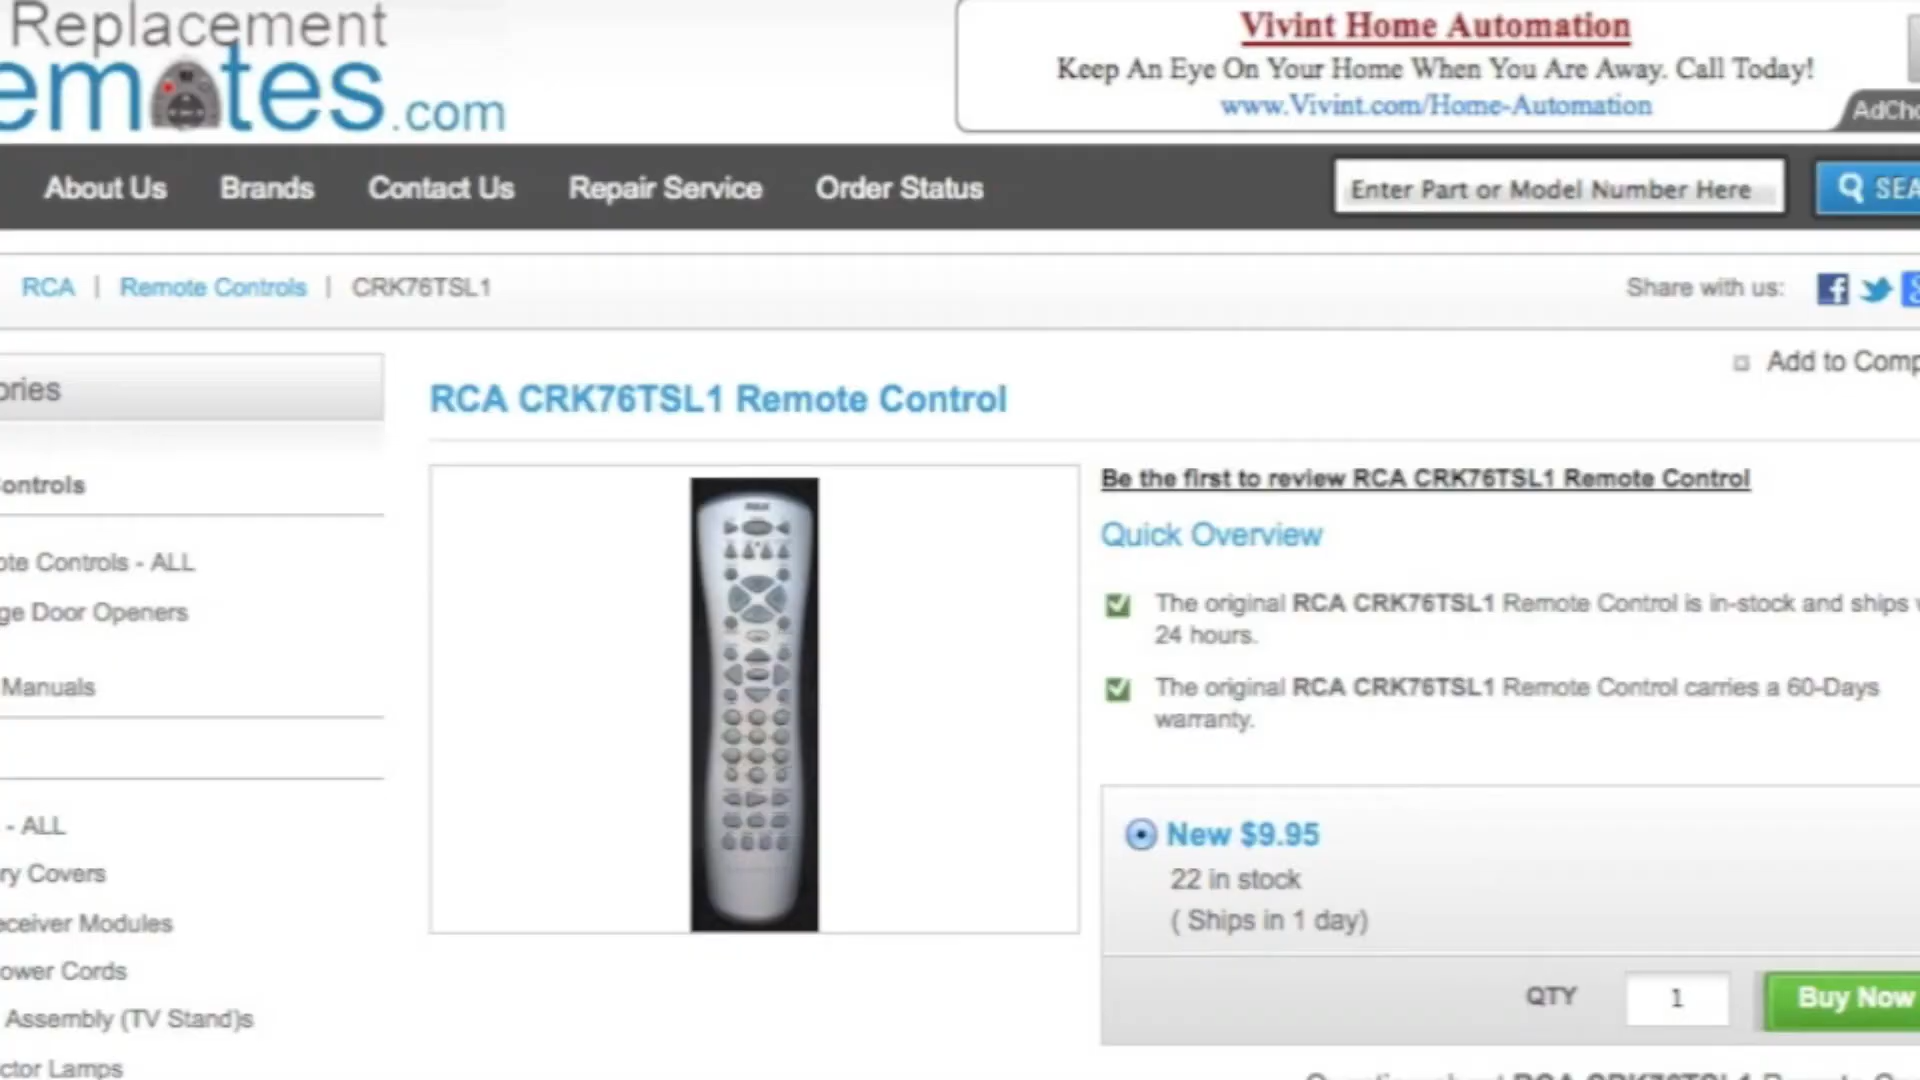 Replacement
emotes.com
Vivint Home Automation
Keep An Eye On Your Home When You Are Away. Call Today!
www.Vivint.com/Home-Automation
AdCho
About Us
Brands
Contact Us
Repair Service
Order Status
Enter Part or Model Number Here
SEA
RCA | Remote Controls | CRK76TSL1
Share with us:
Add to Comp
ories
RCA CRK76TSL1 Remote Control
ontrols
ote Controls - ALL
ge Door Openers
Manuals
- ALL
ry Covers
eceiver Modules
ower Cords
Assembly (TV Stand)s
ctor Lamps
RCA
Be the first to review RCA CRK76TSL1 Remote Control
Quick Overview
The original RCA CRK76TSL1 Remote Control is in-stock and ships
24 hours.
The original RCA CRK76TSL1 Remote Control carries a 60-Days
warranty.
New $9.95
22 in stock
( Ships in 1 day)
QTY
1
Buy Now